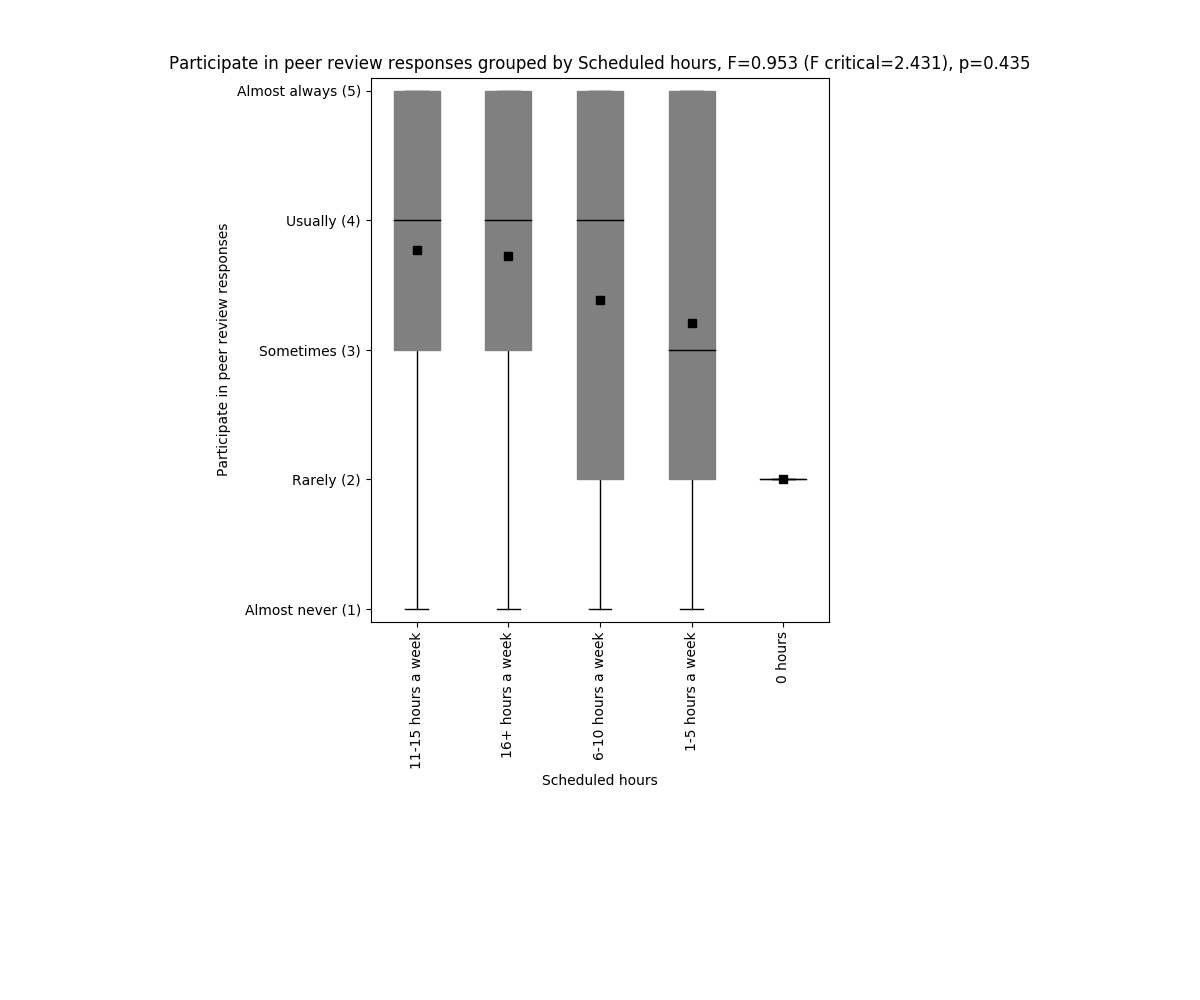 Participate in peer review responses grouped by Scheduled hours, F=0.953 (F critical=2.431), p=0.435
Almost always (5)
Usually (4)
Sometimes (3)
Rarely (2)
Almost never (1)
Participate in peer review responses
11-15 hours a week
16+ hours a week
6-10 hours a week
1-5 hours a week
0 hours
Scheduled hours